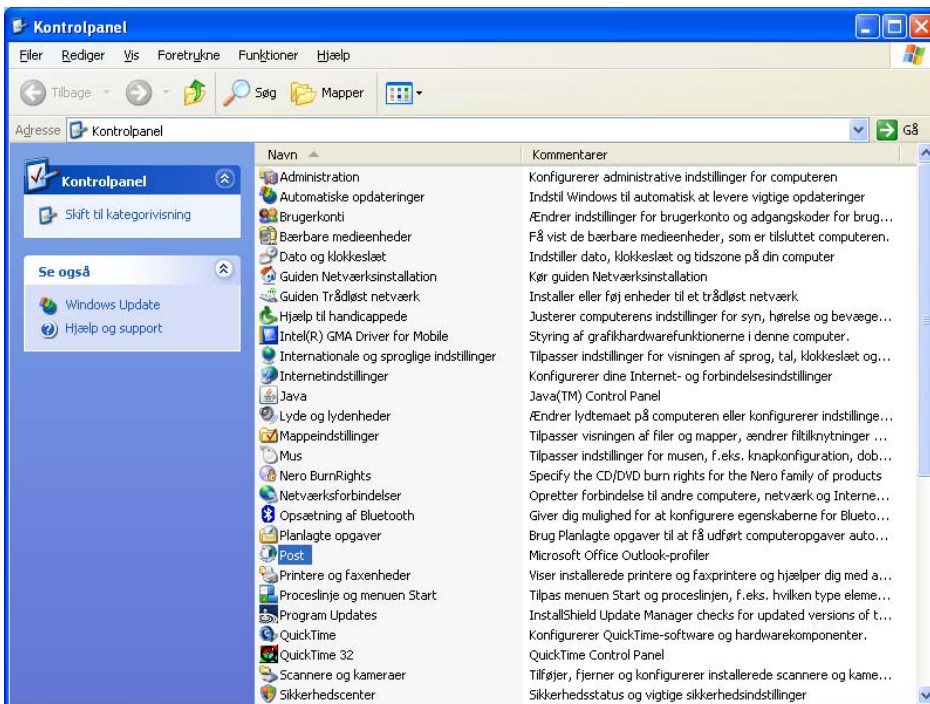 Kontrolpanel
Filer Rediger Vis Foretrukne Funktioner Hjælp
Tilbage Søg Mapper
Adresse Kontrolpanel Gå
Kontrolpanel
Skift til kategorivisning
Se også
Windows Update
Hjælp og support
Navn Kommentarer
Administration Konfigurerer administrative indstillinger for computeren
Automatiske opdateringer Indstil Windows til automatisk at levere vigtige opdateringer
Brugerkonti Ændrer indstillinger for brugerkonto og adgangskoder for brug...
Bærbare medieenheder Få vist de bærbare medieenheder, som er tilsluttet computeren.
Dato og klokkeslæt Indstiller dato, klokkeslæt og tidszone på din computer
Guiden Netværksinstallation Kør guiden Netværksinstallation
Guiden Trådløst netværk Installer eller føj enheder til et trådløst netværk
Hjælp til handicappede Justerer computerens indstillinger for syn, hørelse og bevæge...
Intel(R) GMA Driver for Mobile Styring af grafikhardwarefunktionerne i denne computer.
Internationale og sproglige indstillinger Tilpasser indstillinger for visningen af sprog, tal, klokkeslæt og...
Internetindstillinger Konfigurerer dine Internet- og forbindelsesindstillinger
Java Java(TM) Control Panel
Lyde og lydenheder Ændrer lydtemaet på computeren eller konfigurerer indstillinge...
Mappeindstillinger Tilpasser visningen af filer og mapper, ændrer filtilknytninger ...
Mus Tilpasser indstillinger for musen, f.eks. knapkonfiguration, dob...
Nero BurnRights Specify the CD/DVD burn rights for the Nero family of products
Netværksforbindelser Opretter forbindelse til andre computere, netværk og Interne...
Opsætning af Bluetooth Giver dig mulighed for at konfigurere egenskaberne for Blueto...
Planlagte opgaver Brug Planlagte opgaver til at få udført computeropgaver auto...
Post Microsoft Office Outlook-profiler
Printere og faxenheder Viser installerede printere og faxprintere og hjælper dig med a...
Proceslinje og menuen Start Tilpas menuen Start og proceslinjen, f.eks. hvilken type eleme...
Program Updates InstallShield Update Manager checks for updated versions of t...
QuickTime Konfigurerer QuickTime-software og hardwarekomponenter.
QuickTime 32 QuickTime Control Panel
Scannere og kameraer Tilføjer, fjerner og konfigurerer installerede scannere og kame...
Sikkerhedscenter Sikkerhedsstatus og vigtige sikkerhedsindstillinger